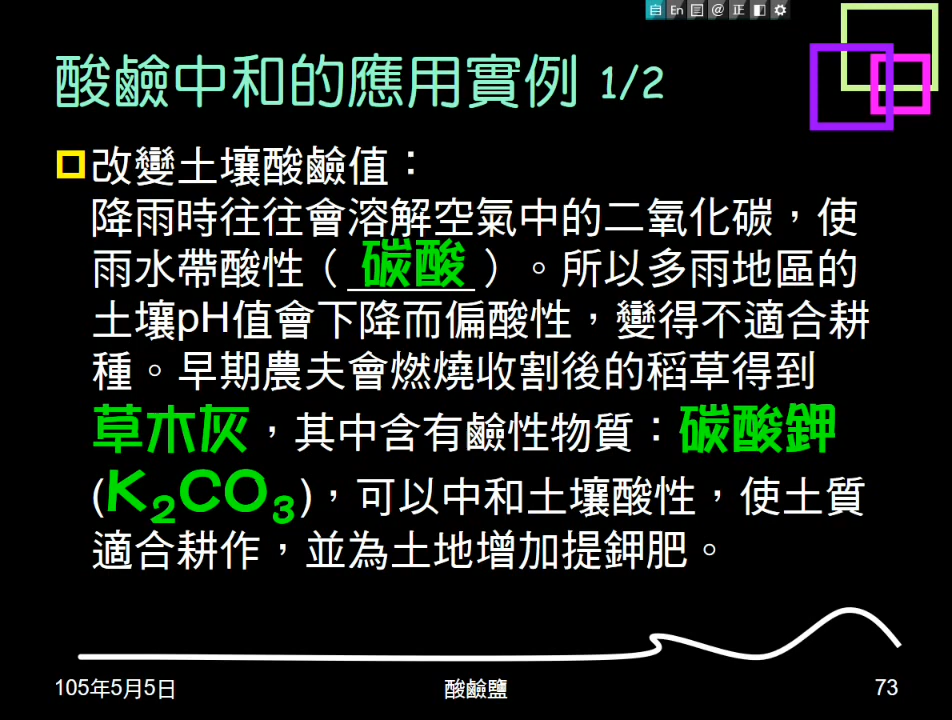 自 En @ 正
酸鹼中和的應用實例 1/2
改變土壤酸鹼值：
降雨時往往會溶解空氣中的二氧化碳，使
雨水帶酸性（ 碳酸 ）。所以多雨地區的
土壤pH值會下降而偏酸性，變得不適合耕
種。早期農夫會燃燒收割後的稻草得到
草木灰，其中含有鹼性物質：碳酸鉀
(K₂CO₃)，可以中和土壤酸性，使土質
適合耕作，並為土地增加提鉀肥。
105年5月5日
酸鹼鹽
73